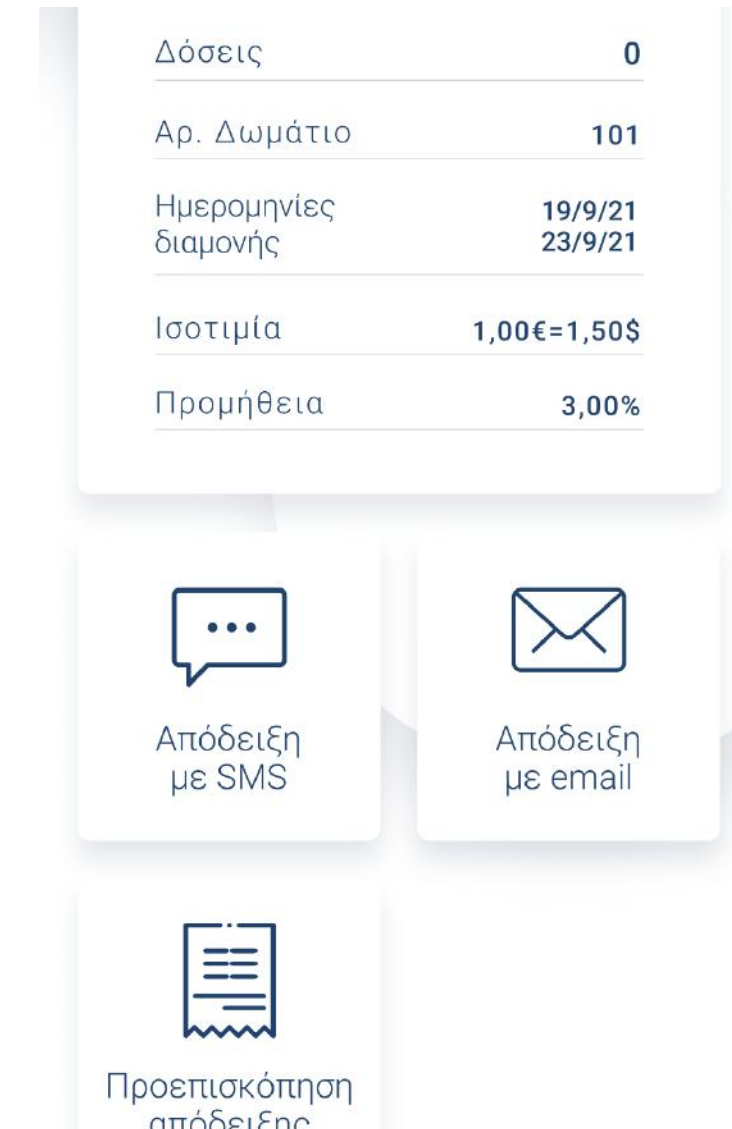 Δόσεις 0
Αρ. Δωμάτιο 101
Ημερομηνίες 19/9/21
διαμονής 23/9/21
Ισοτιμία 1,00€=1,50$
Προμήθεια 3,00%
Απόδειξη
με SMS
Απόδειξη
με email
Προεπισκόπηση
απόδειξης